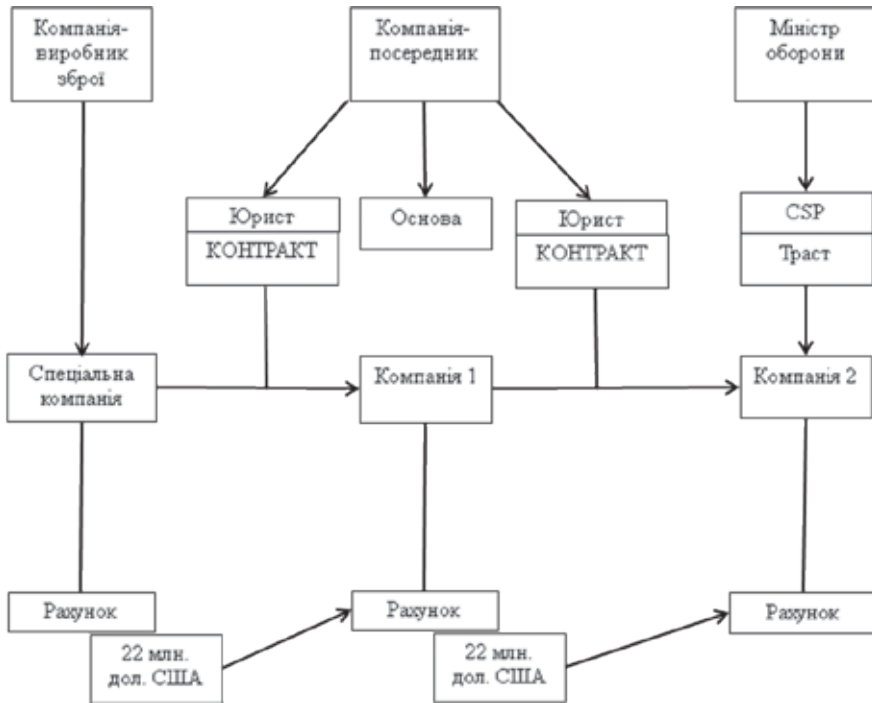 Компанія-
виробник
зброї
Компанія-
посередник
Міністр
оборони
Юрист
КОНТРАКТ
Основа
Юрист
КОНТРАКТ
CSP
Траст
Спеціальна
компанія
Компанія 1
Компанія 2
Рахунок
22 млн.
дол. США
Рахунок
22 млн.
дол. США
Рахунок